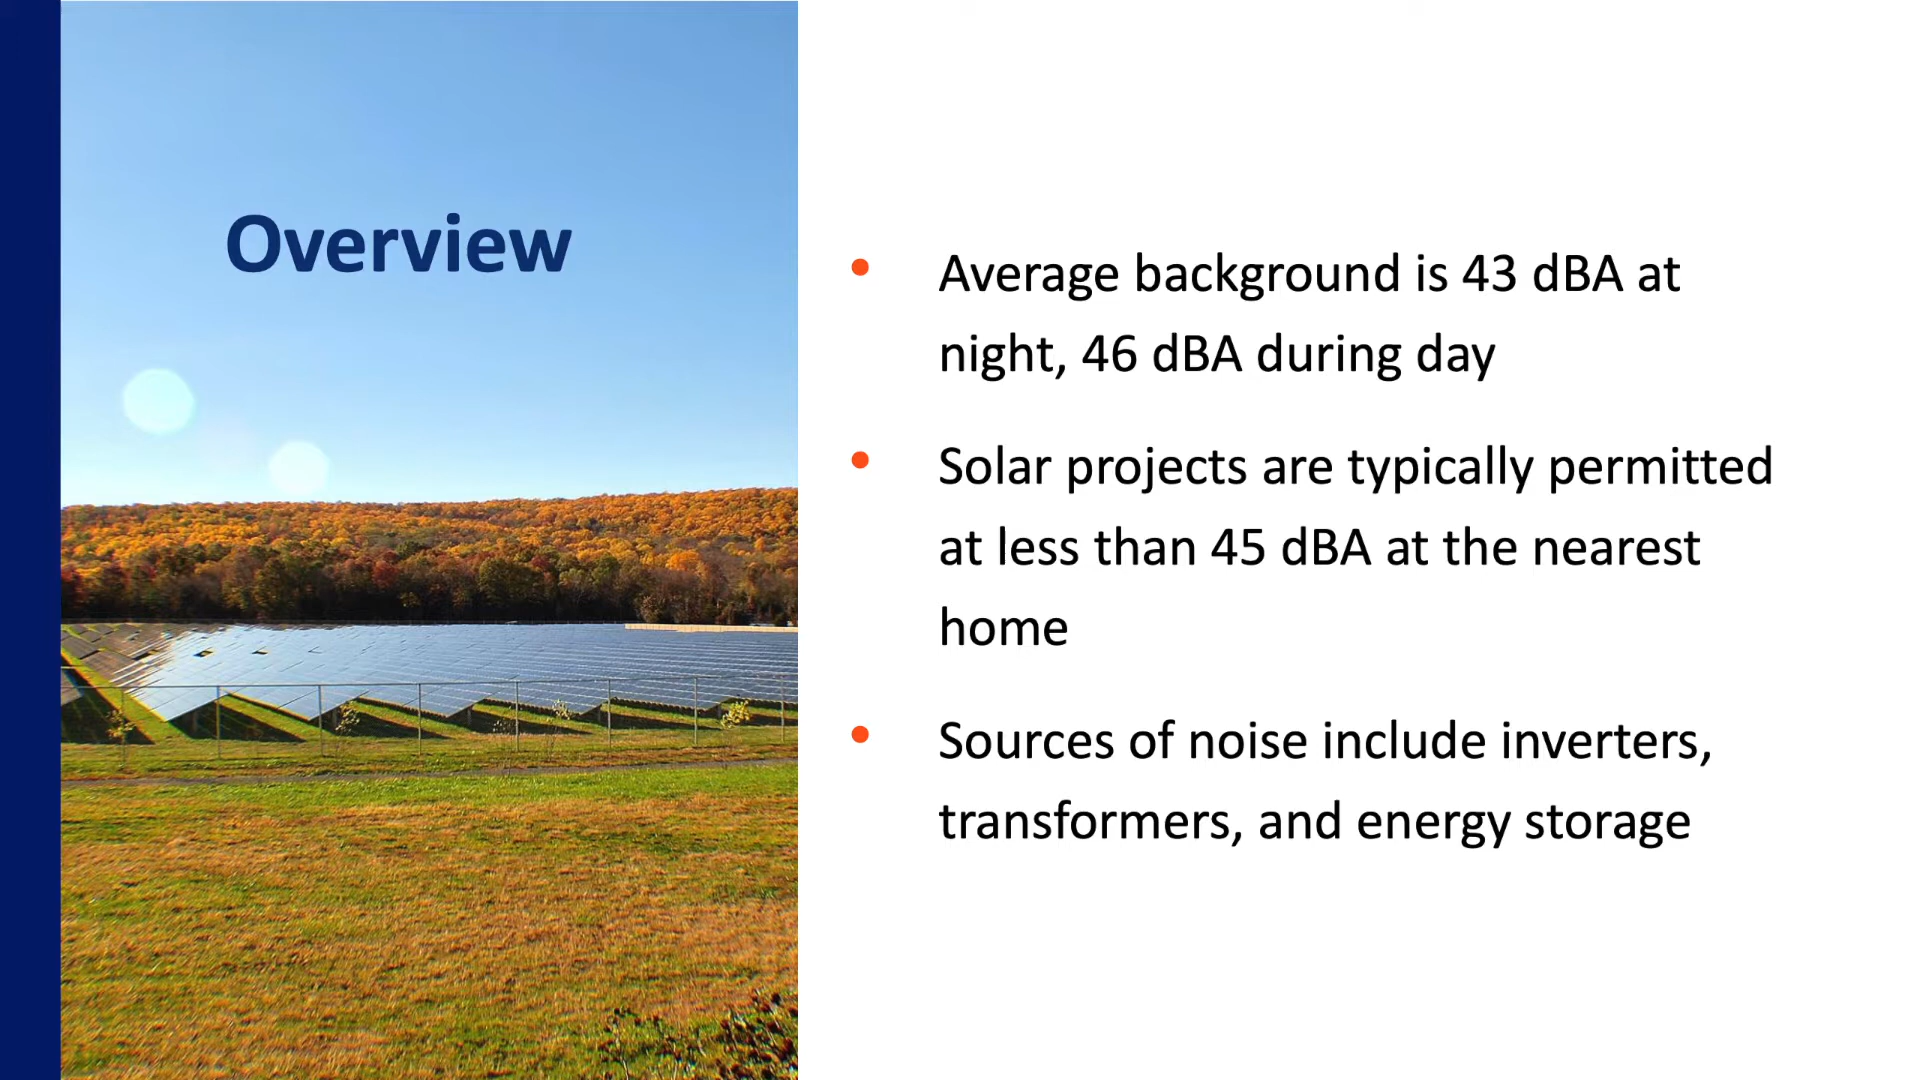 Overview
• Average background is 43 dBA at
night, 46 dBA during day
• Solar projects are typically permitted
at less than 45 dBA at the nearest
home
• Sources of noise include inverters,
transformers, and energy storage